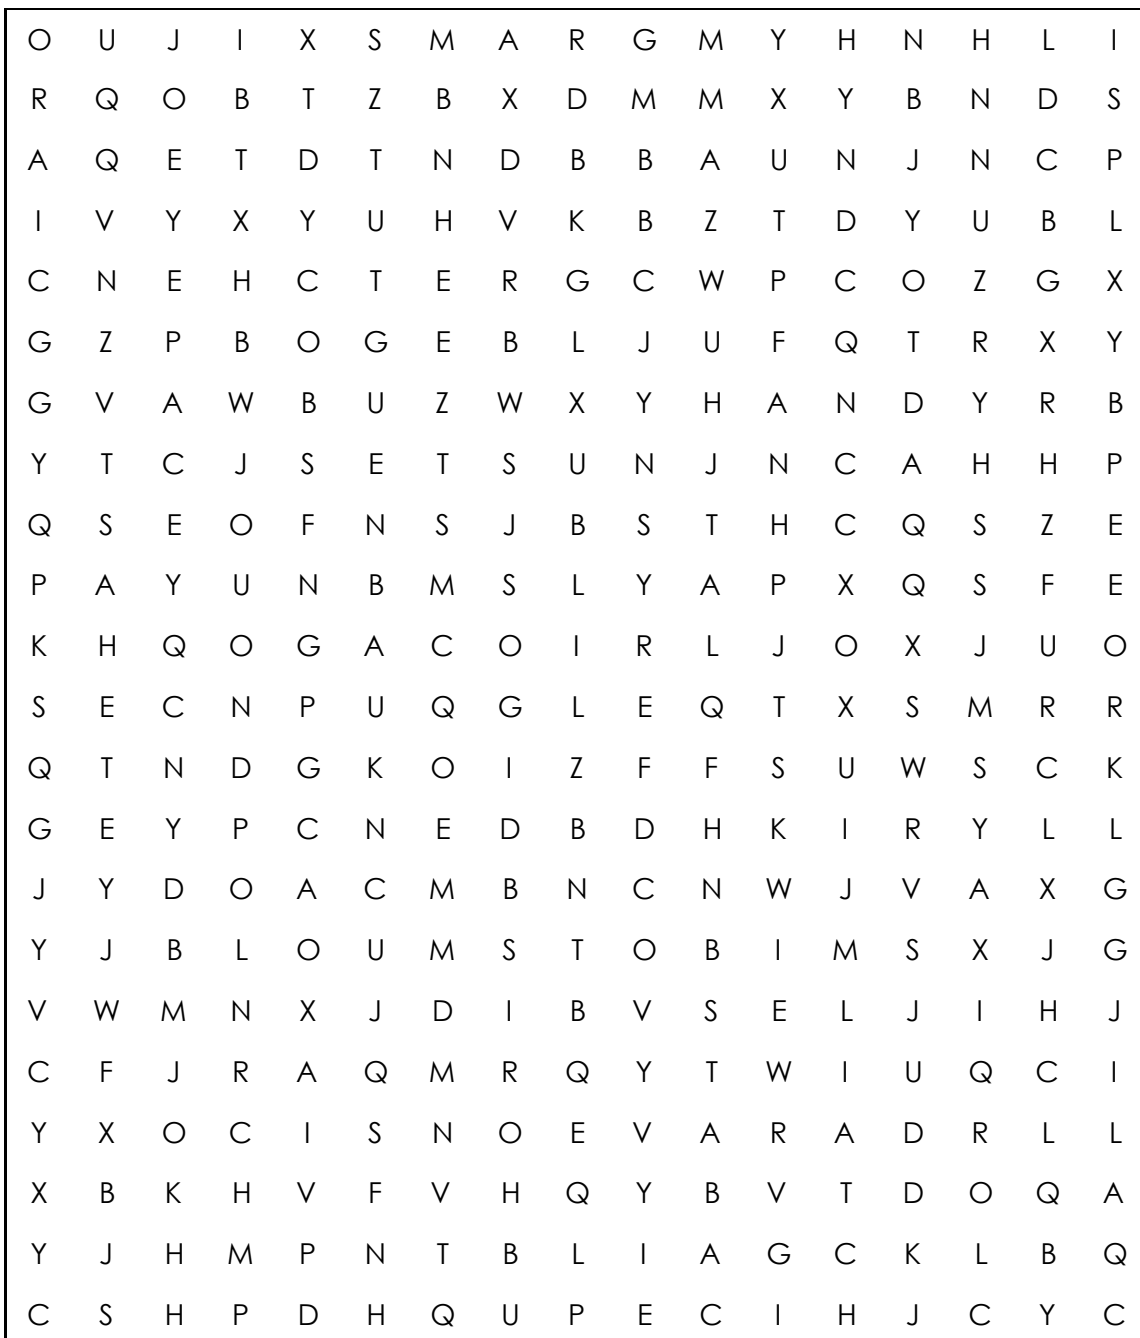 O U J I X S M A R G M Y H N H L I
R Q O B T Z B X D M M X Y B N D S
A Q E T D T N D B B A U N J N C P
I V Y X Y U H V K B Z T D Y U B L
C N E H C T E R G C W P C O Z G X
G Z P B O G E B L J U F Q T R X Y
G V A W B U Z W X Y H A N D Y R B
Y T C J S E T S U N J N C A H H P
Q S E O F N S J B S T H C Q S Z E
P A Y U N B M S L Y A P X Q S F E
K H Q O G A C O I R L J O X J U O
S E C N P U Q G L E Q T X S M R R
Q T N D G K O I Z F F S U W S C K
G E Y P C N E D B D H K I R Y L L
J Y D O A C M B N C N W J V A X G
Y J B L O U M S T O B I M S X J G
V W M N X J D I B V S E L J I H J
C F J R A Q M R Q Y T W I U Q C I
Y X O C I S N O E V A R A D R L L
X B K H V F V H Q Y B V T D O Q A
Y J H M P N T B L I A G C K L B Q
C S H P D H Q U P E C I H J C Y C